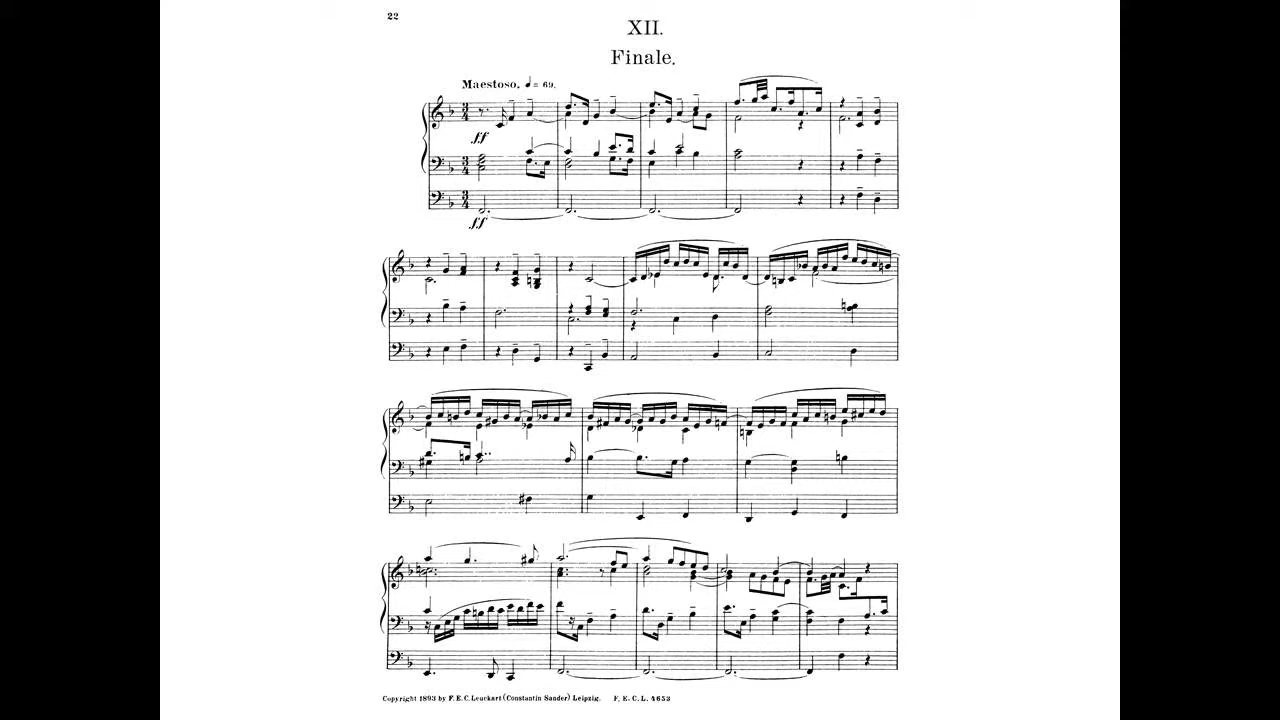 22
XII.
Finale.
Maestoso. ♩= 69.
ff
ff
Copyright 1893 by F. E. C. Leuckart (Constantin Sander) Leipzig. F. E. C. L. 4653